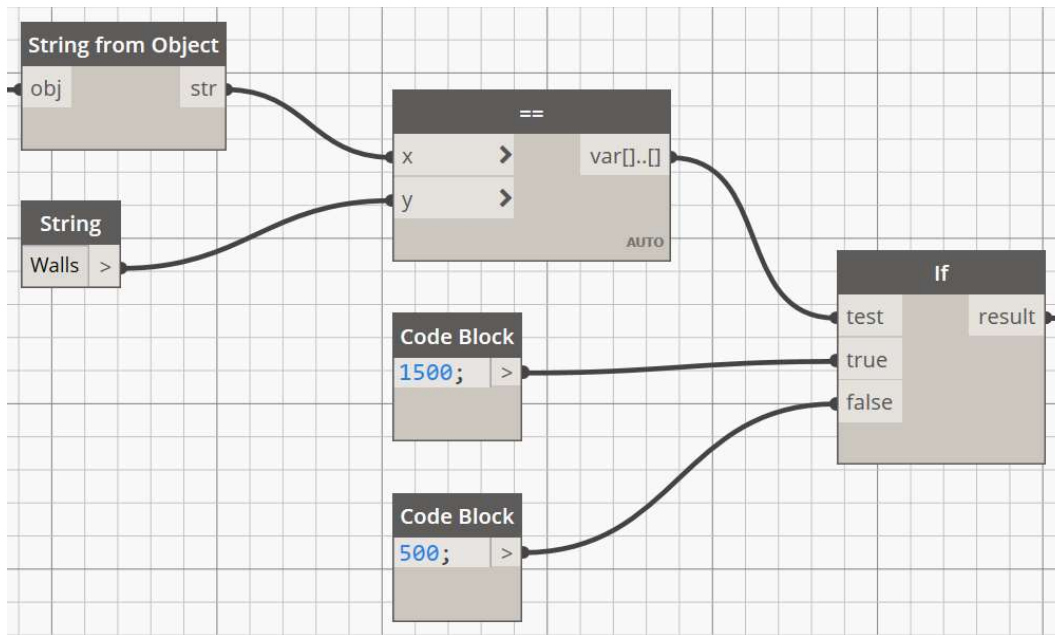 String from Object
obj str
String
Walls >
==
x > var[]..[]
y >
AUTO
Code Block
1500; >
Code Block
500; >
If
test result
true
false